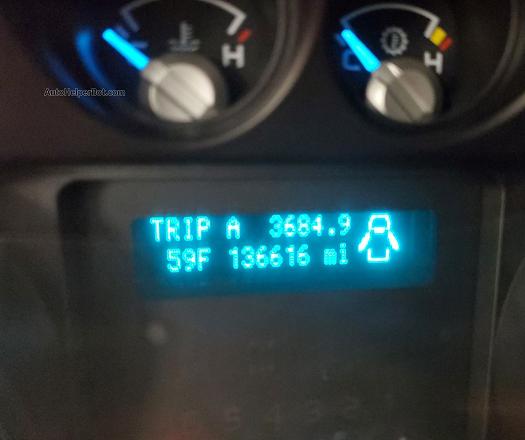 H
C
H
AutoHelperBot.com
TRIP A 3684.9
59F 136616 mi